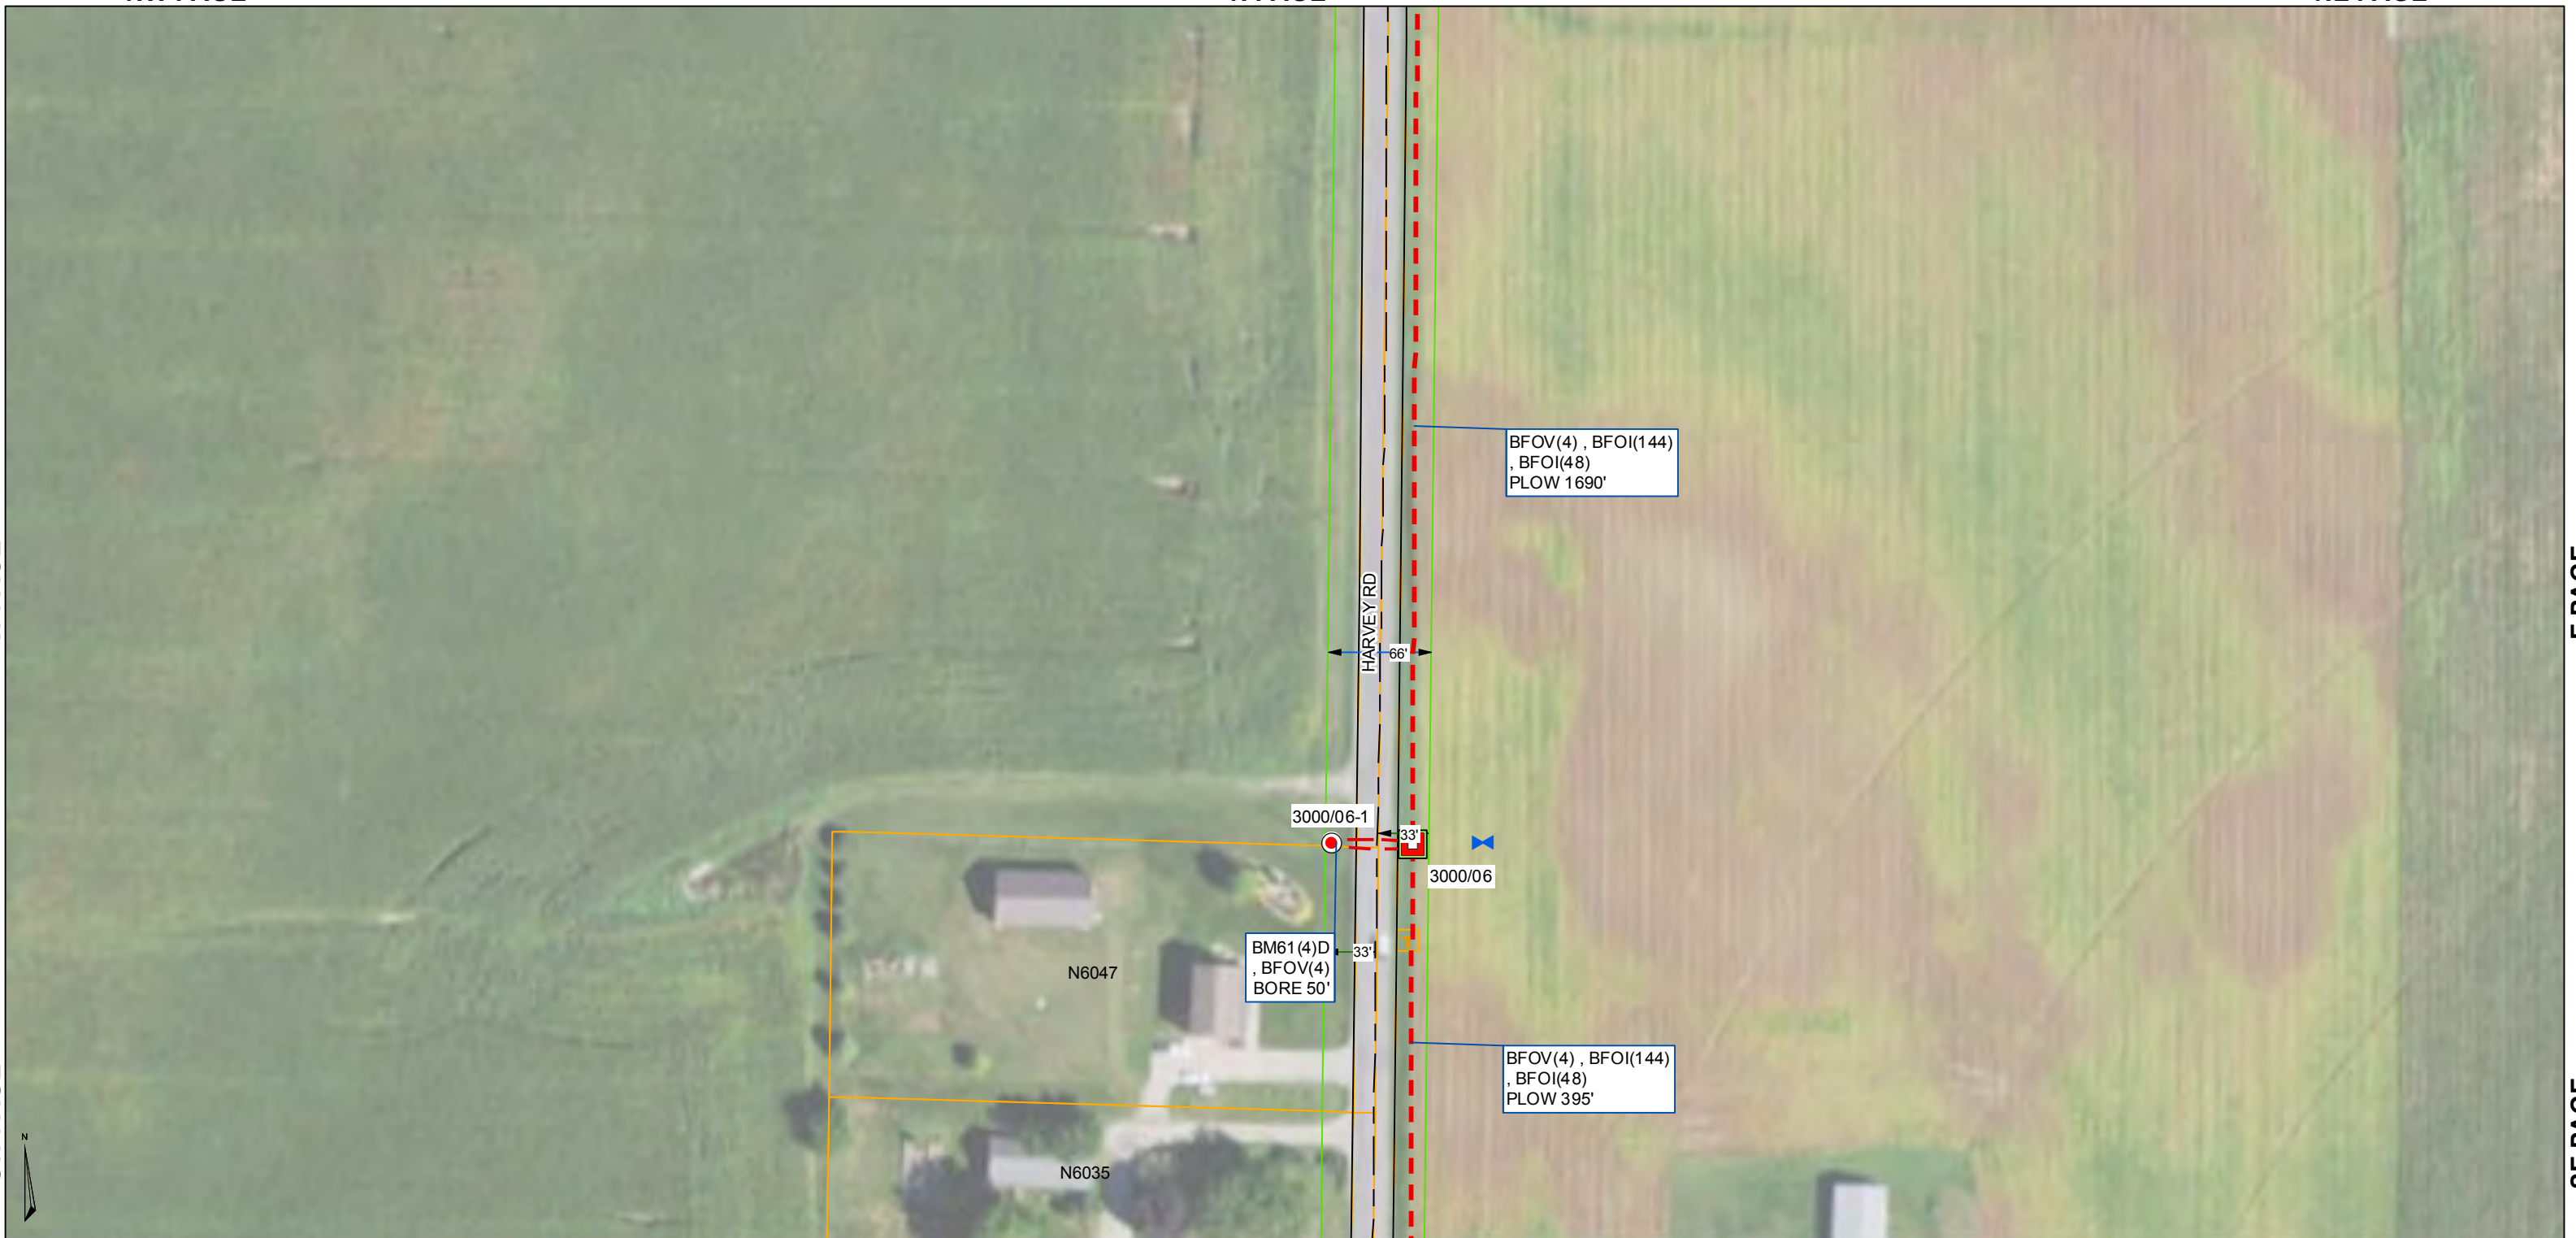 BFOV(4) , BFOI(144)
, BFOI(48)
PLOW 1690'
HARVEY RD
66'
3000/06-1
33'
3000/06
BM61(4)D
, BFOV(4)
BORE 50'
33'
N6047
BFOV(4) , BFOI(144)
, BFOI(48)
PLOW 395'
N
N6035